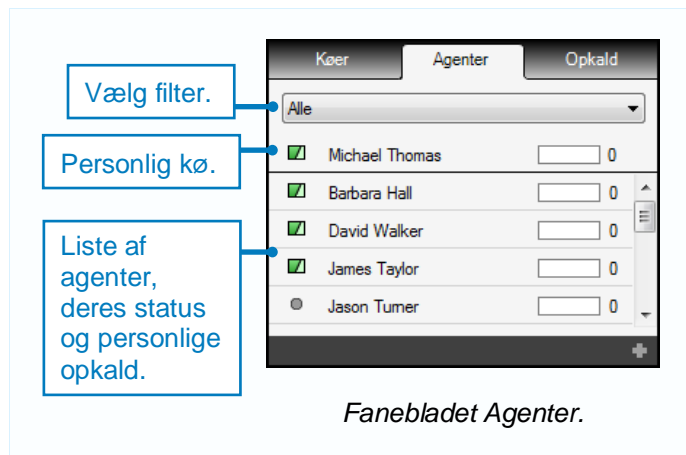 Køer Agenter Opkald
Vælg filter.
Alle
Personlig kø.
Michael Thomas 0
Barbara Hall 0
David Walker 0
Liste af
agenter,
deres status
og personlige
opkald.
James Taylor 0
Jason Turner 0
Fanebladet Agenter.